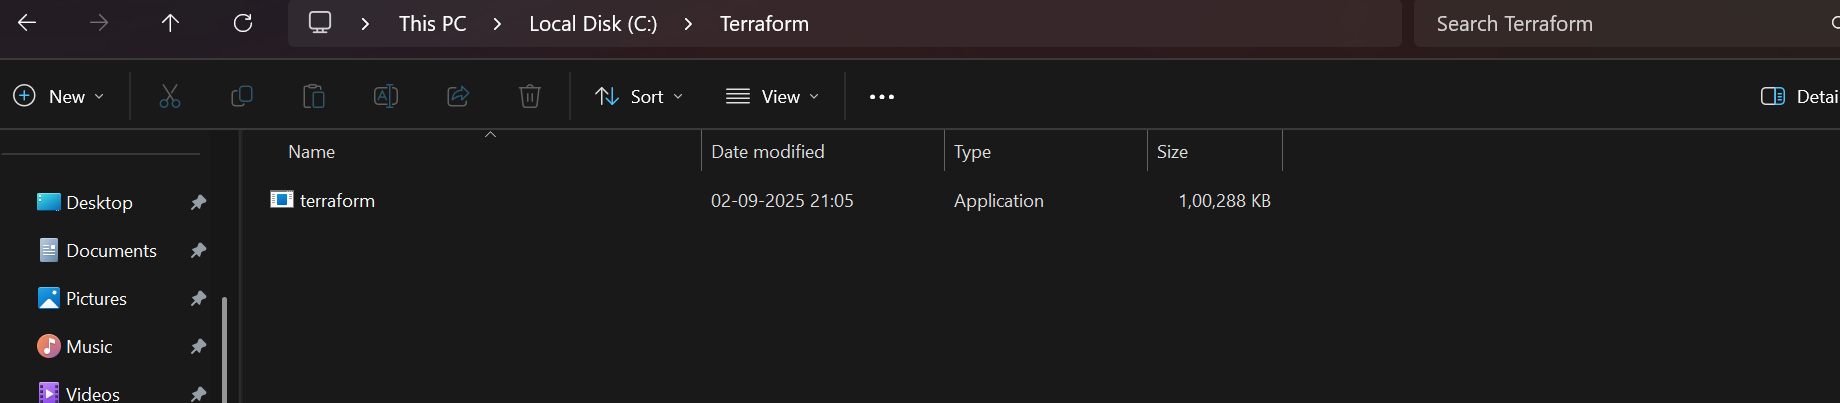 This PC > Local Disk (C:) > Terraform
Search Terraform
New
Sort
View
Detai
Name Date modified Type Size
terraform 02-09-2025 21:05 Application 1,00,288 KB
Desktop
Documents
Pictures
Music
Videos